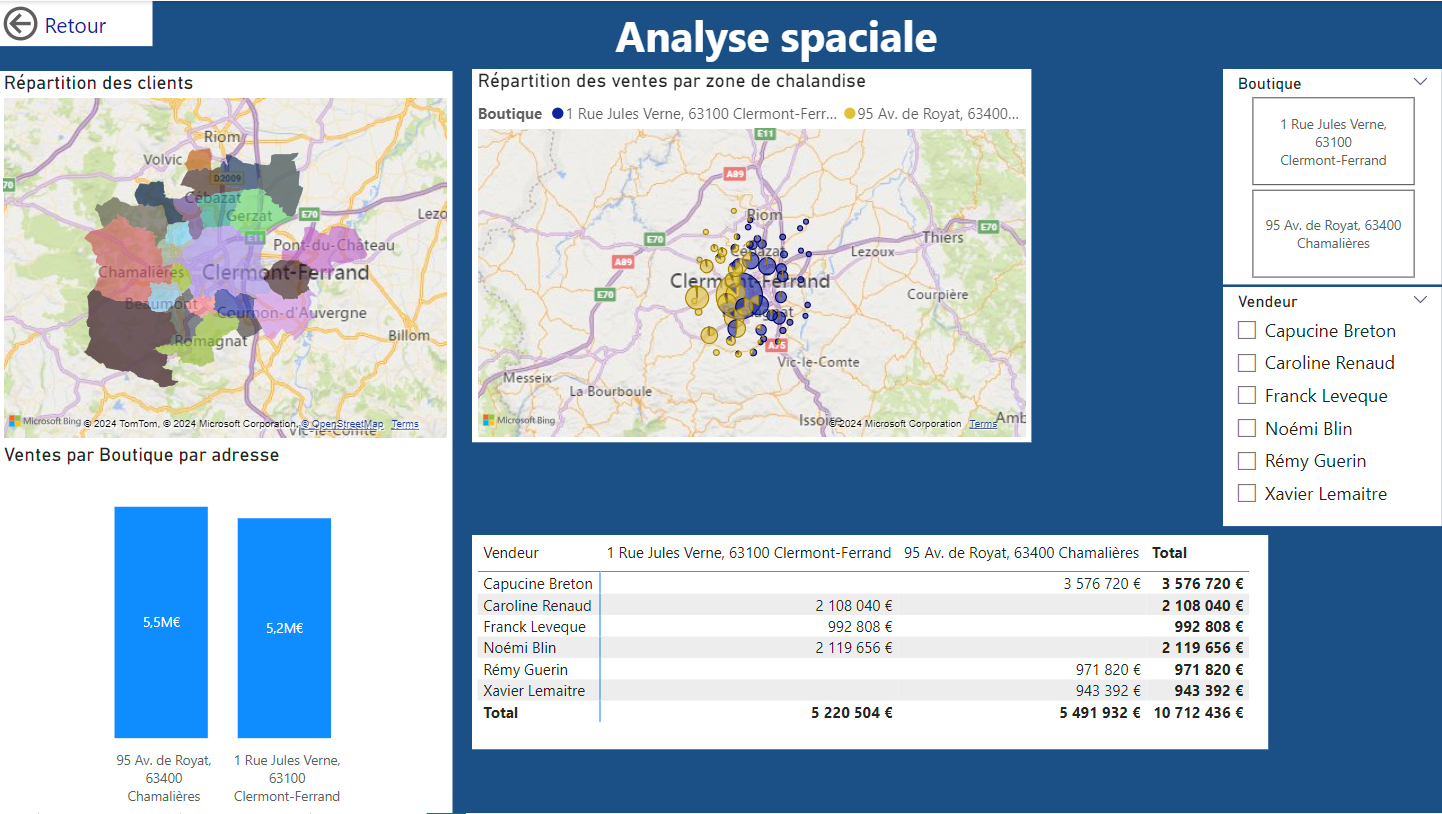 Retour
Analyse spaciale
Répartition des clients
Riom
Volvic
70
D2009
Cébazat
Gerzat
E70
Lezo
E11
Pont-du-Château
Chamalières
Clermont-Ferrand
Beaumont
Cournon-d'Auvergne
Romagnat
Billom
Microsoft Bing
© 2024 TomTom, © 2024 Microsoft Corporation, © OpenStreetMap Terms
Vic-le-Comte
Ventes par Boutique par adresse
5,5M€
5,2M€
95 Av. de Royat,
63400
Chamalières
1 Rue Jules Verne,
63100
Clermont-Ferrand
Répartition des ventes par zone de chalandise
Boutique 1 Rue Jules Verne, 63100 Clermont-Ferr... 95 Av. de Royat, 63400...
E11
A89
Riom
E70
Thiers
E70
A89
Cébazat
Lezoux
Clermont-Ferrand
E70
Courpière
A75
Vic-le-Comte
Messeix
La Bourboule
Issoire
Amb
Microsoft Bing
© 2024 Microsoft Corporation Terms
Boutique
1 Rue Jules Verne,
63100
Clermont-Ferrand
95 Av. de Royat, 63400
Chamalières
Vendeur
Capucine Breton
Caroline Renaud
Franck Leveque
Noémi Blin
Rémy Guerin
Xavier Lemaitre
Vendeur 1 Rue Jules Verne, 63100 Clermont-Ferrand 95 Av. de Royat, 63400 Chamalières Total
Capucine Breton 3 576 720 € 3 576 720 €
Caroline Renaud 2 108 040 € 2 108 040 €
Franck Leveque 992 808 € 992 808 €
Noémi Blin 2 119 656 € 2 119 656 €
Rémy Guerin 971 820 € 971 820 €
Xavier Lemaitre 943 392 € 943 392 €
Total 5 220 504 € 5 491 932 € 10 712 436 €